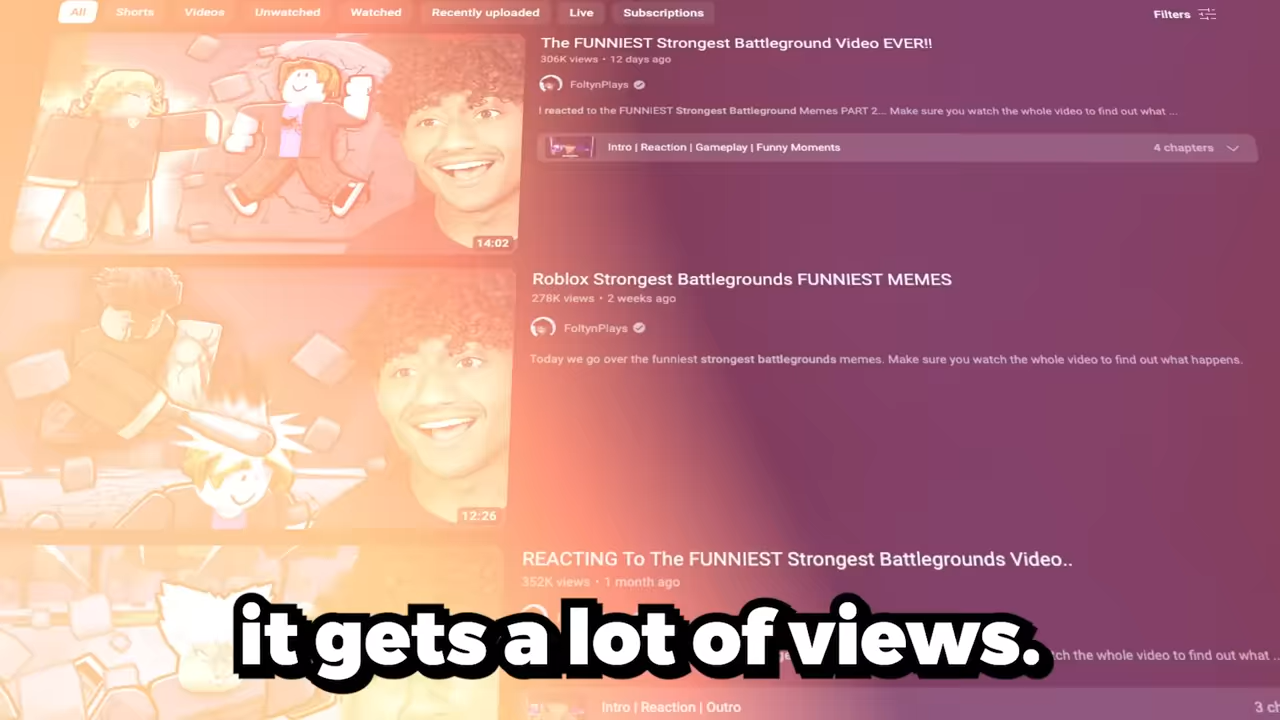 All Shorts Videos Unwatched Watched Recently uploaded Live Subscriptions Filters
The FUNNIEST Strongest Battleground Video EVER!!
306K views • 12 days ago
FoltynPlays
I reacted to the FUNNIEST Strongest Battleground Memes PART 2... Make sure you watch the whole video to find out what ...
Intro | Reaction | Gameplay | Funny Moments 4 chapters
14:02
Roblox Strongest Battlegrounds FUNNIEST MEMES
278K views • 2 weeks ago
FoltynPlays
Today we go over the funniest strongest battlegrounds memes. Make sure you watch the whole video to find out what happens.
12:26
REACTING To The FUNNIEST Strongest Battlegrounds Video..
352K views • 1 month ago
it gets a lot of views.
the whole video to find out what ...
Intro | Reaction | Outro